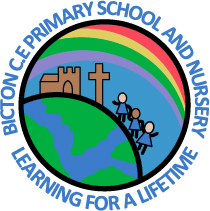 BICTON C.E PRIMARY SCHOOL AND NURSERY
LEARNING FOR A LIFETIME